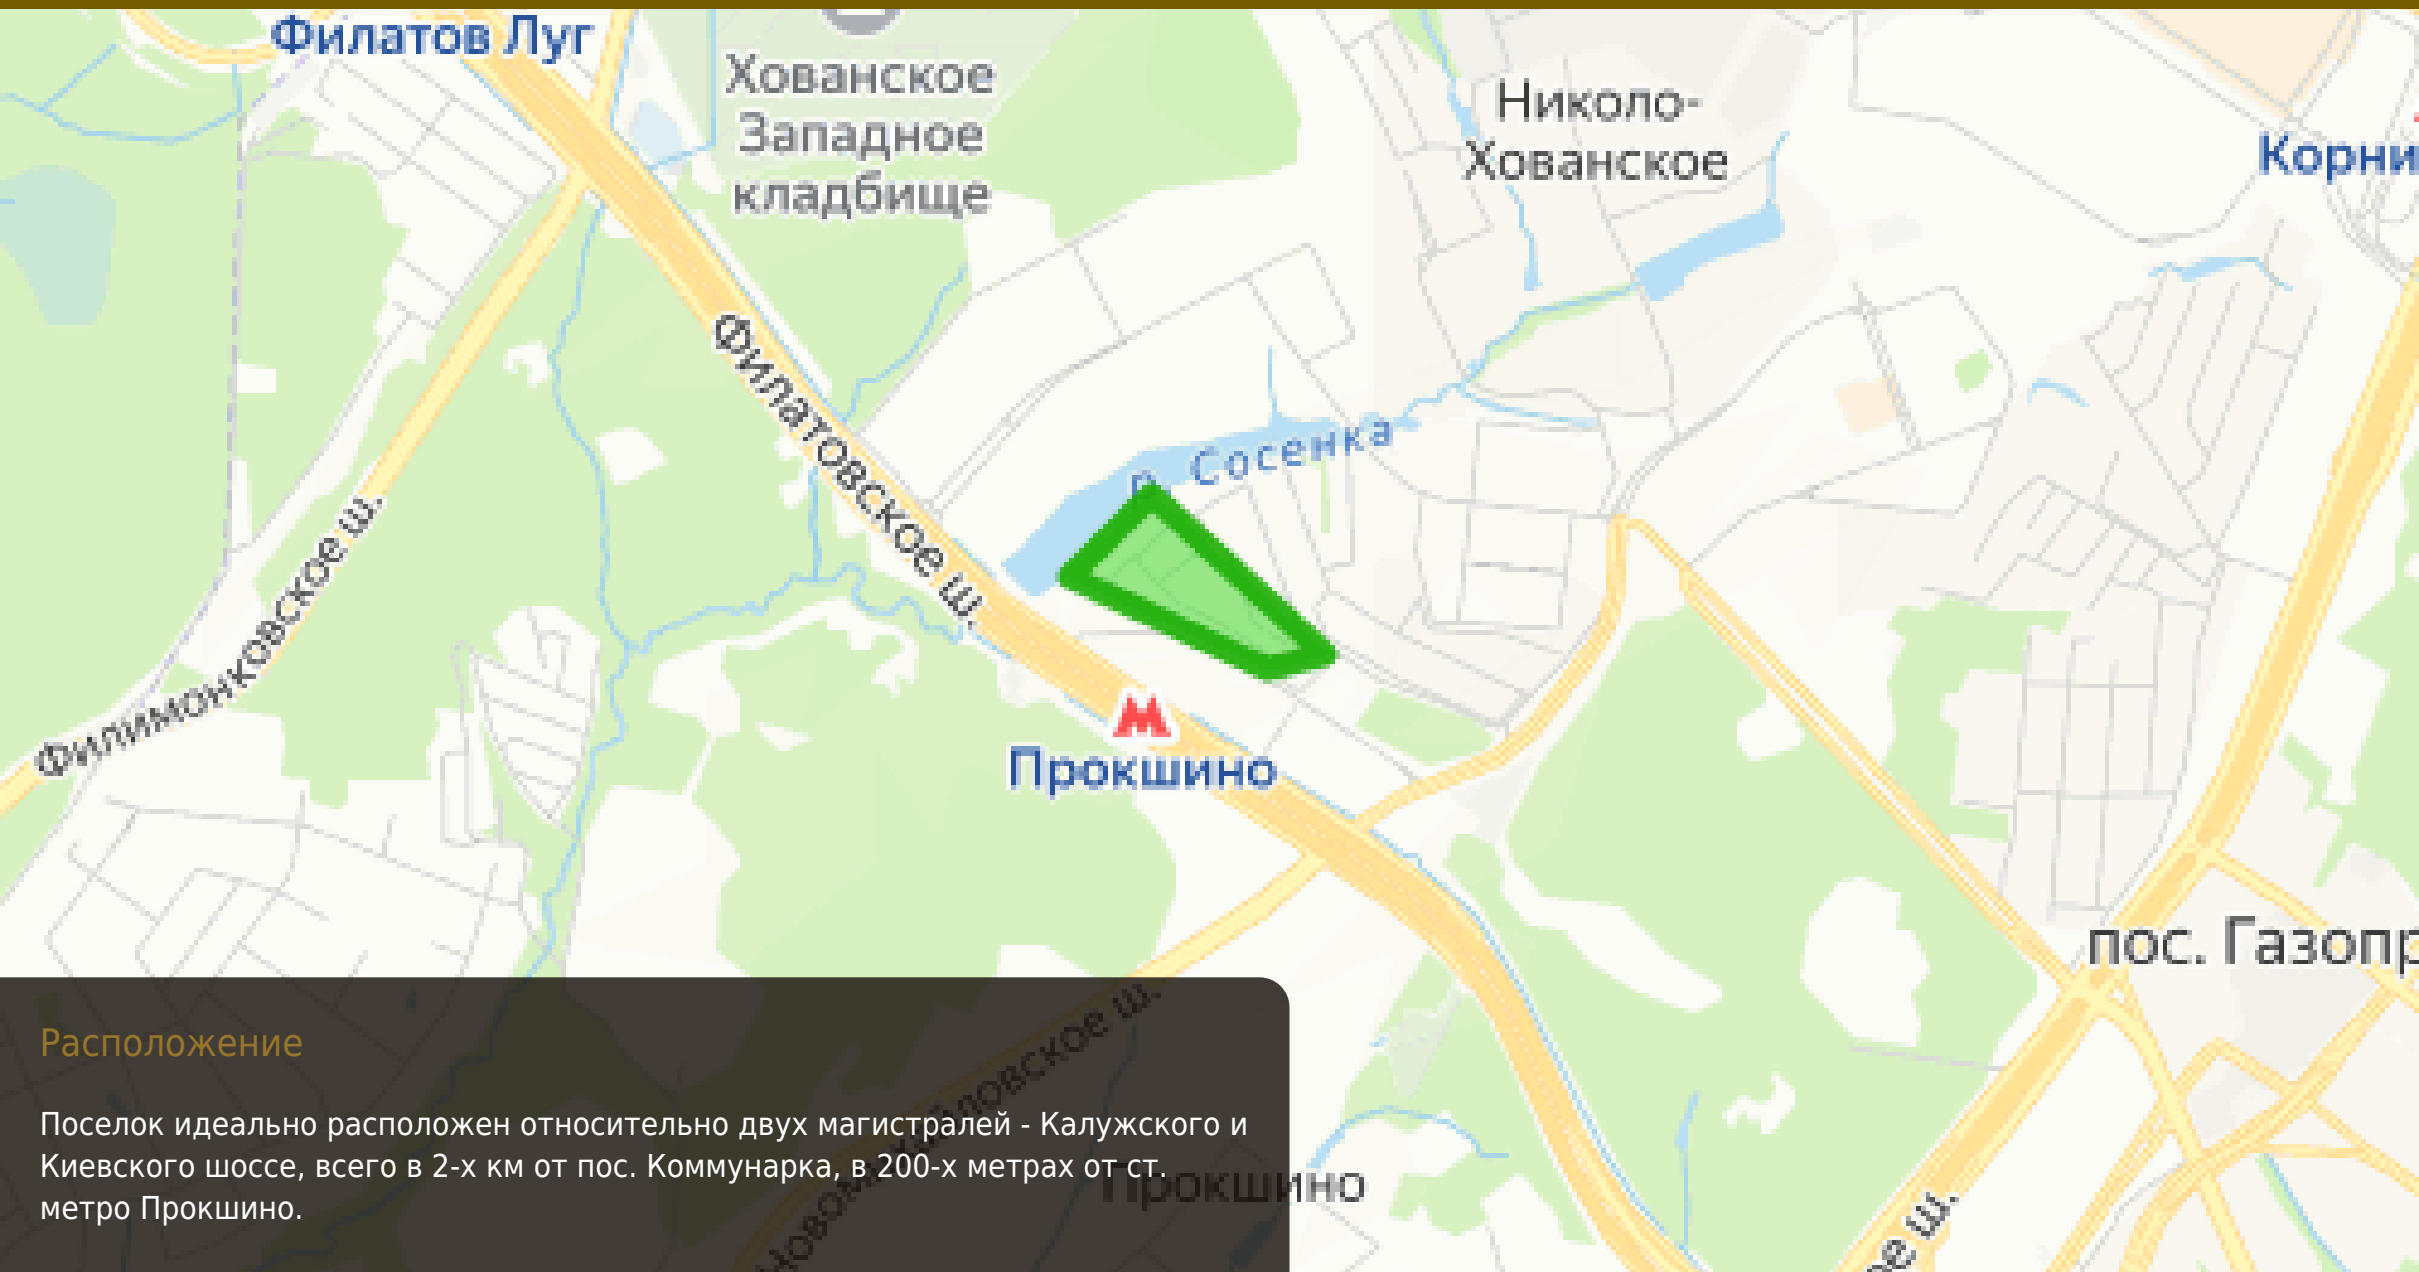 Филатов Луг
Хованское
Западное
кладбище
Николо-
Хованское
Корни
Филатовское ш.
р. Сосенка
Филимонковское ш.
М
Прокшино
пос. Газопр
Расположение
Поселок идеально расположен относительно двух магистралей - Калужского и
Киевского шоссе, всего в 2-х км от пос. Коммунарка, в 200-х метрах от ст.
метро Прокшино.
Прокшино
ое ш.